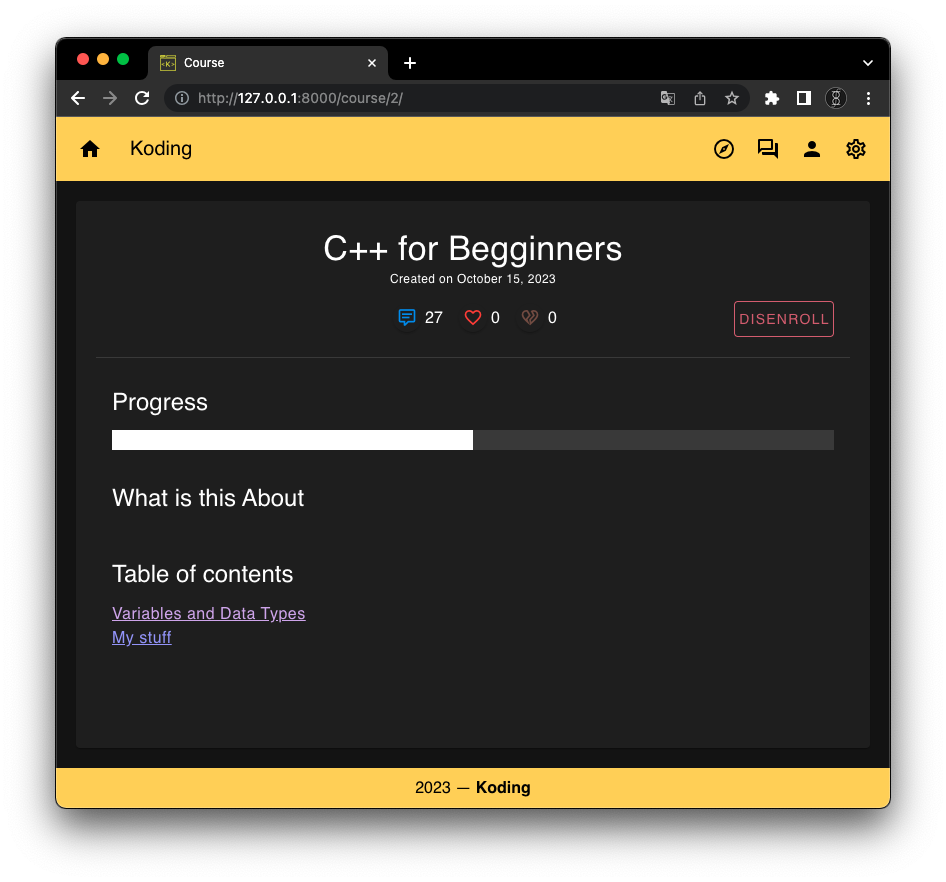 Course
http://127.0.0.1:8000/course/2/
Koding
C++ for Begginners
Created on October 15, 2023
27 0 0 DISENROLL
Progress
What is this About
Table of contents
Variables and Data Types
My stuff
2023 — Koding